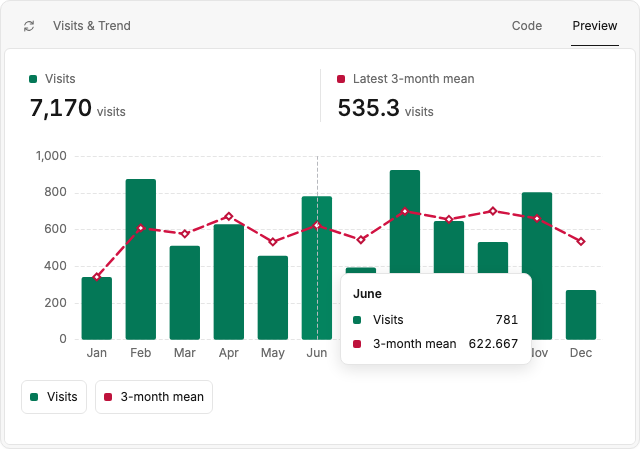 Visits & Trend
Code
Preview
Visits
7,170 visits
Latest 3-month mean
535.3 visits
1,000
800
600
400
200
0
Jan Feb Mar Apr May Jun Dec
June
Visits 781
3-month mean 622.667
Visits
3-month mean